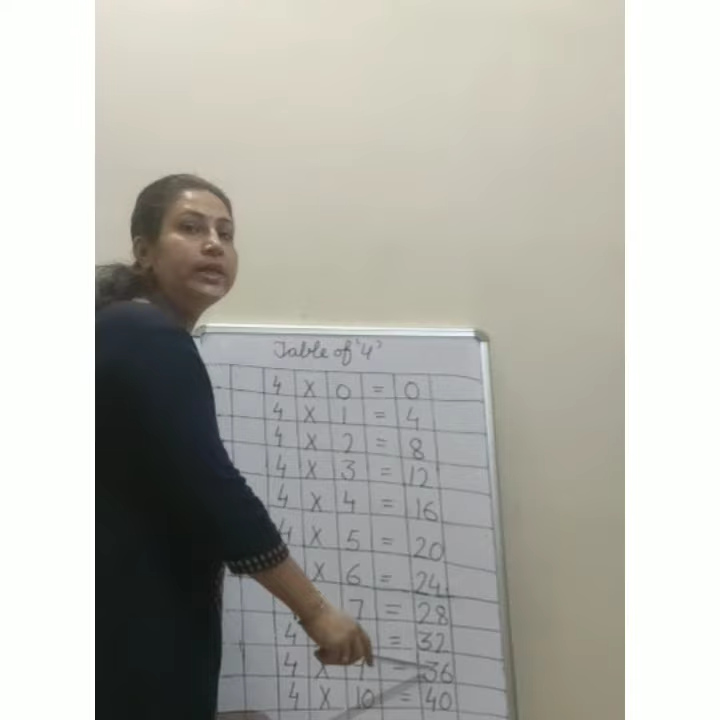 Table of '4'
4 X 0 = 0
4 X 1 = 4
4 X 2 = 8
4 X 3 = 12
4 X 4 = 16
4 X 5 = 20
X 6 = 24
7 = 28
4 = 32
4 X 9 = 36
4 X 10 = 40